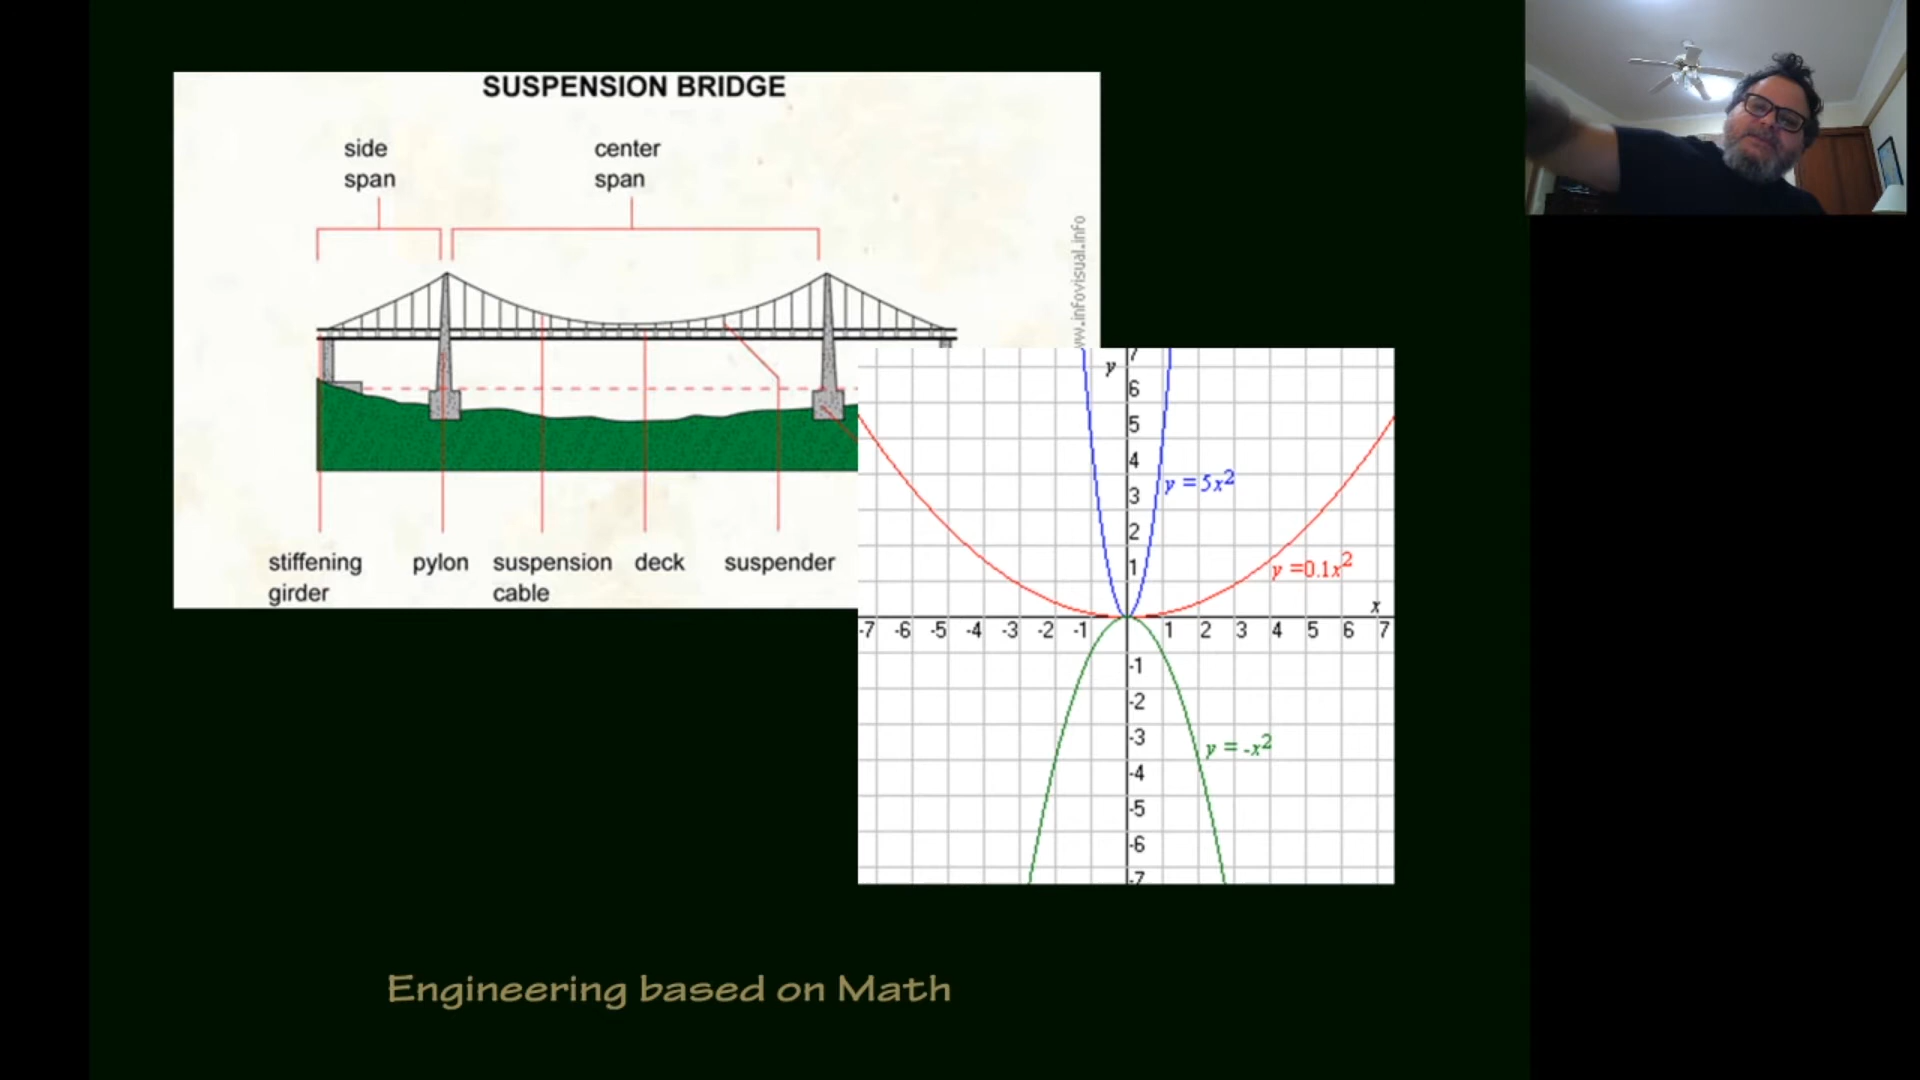 SUSPENSION BRIDGE
side
span
center
span
www.infovisual.info
stiffening
girder
pylon
suspension
cable
deck
suspender
y
7
6
5
4
3
2
1
y = 5x²
y =0.1x²
x
-7 -6 -5 -4 -3 -2 -1 1 2 3 4 5 6 7
-1
-2
-3
-4
-5
-6
-7
y = -x²
Engineering based on Math